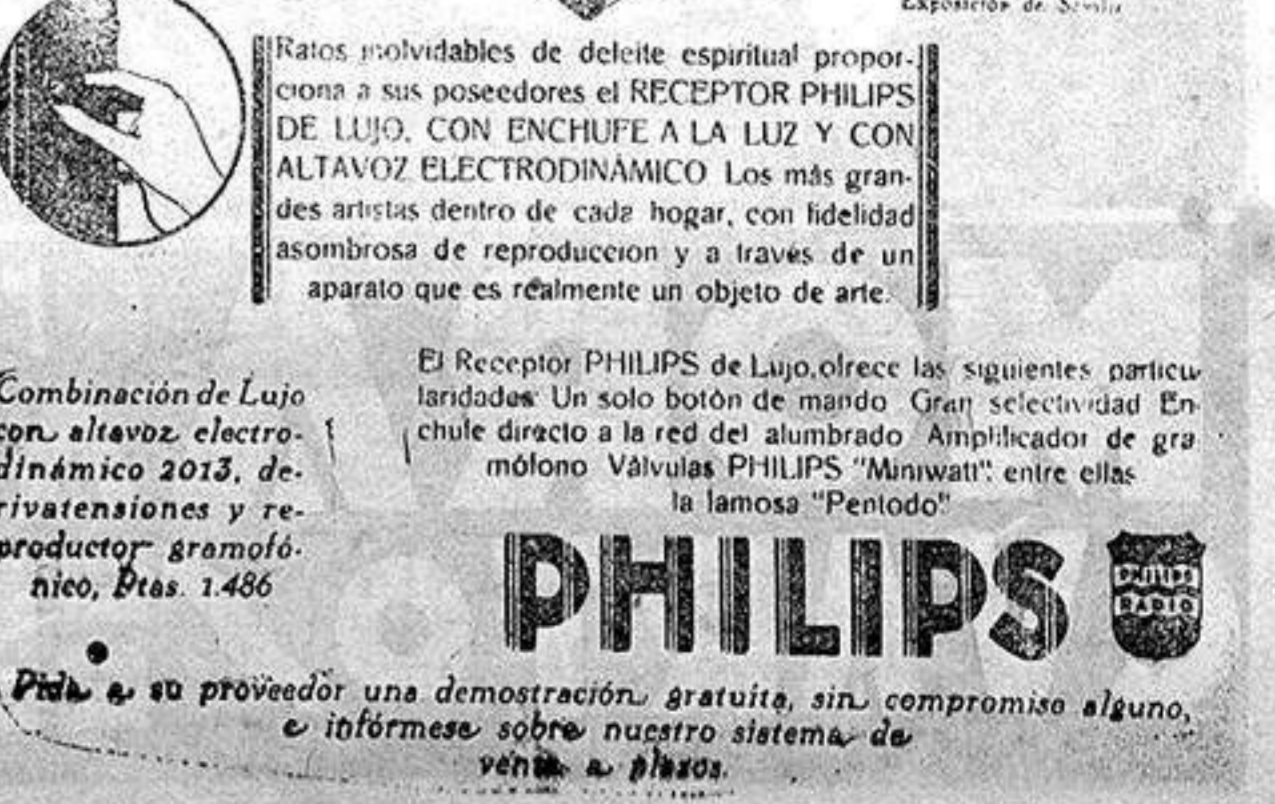 Exposición de Sevilla
Ratos inolvidables de deleite espiritual propor-
ciona a sus poseedores el RECEPTOR PHILIPS
DE LUJO, CON ENCHUFE A LA LUZ Y CON
ALTAVOZ ELECTRODINÁMICO Los más gran-
des artistas dentro de cada hogar, con fidelidad
asombrosa de reproduccion y a través de un
aparato que es realmente un objeto de arte.
El Receptor PHILIPS de Lujo, ofrece las siguientes particu
laridades Un solo botón de mando Gran selectividad En-
chufe directo a la red del alumbrado Amplificador de gra
mófono Válvulas PHILIPS "Miniwatt", entre ellas
la famosa "Pentodo".
Combinación de Lujo
con altavoz electro-
dinámico 2013, de-
rivatensiones y re-
productor gramofó-
nico, Ptas. 1.486
PHILIPS
PHILIPS
RADIO
Pida a su proveedor una demostración gratuita, sin compromiso alguno,
e infórmese sobre nuestro sistema de
venta a plazos.